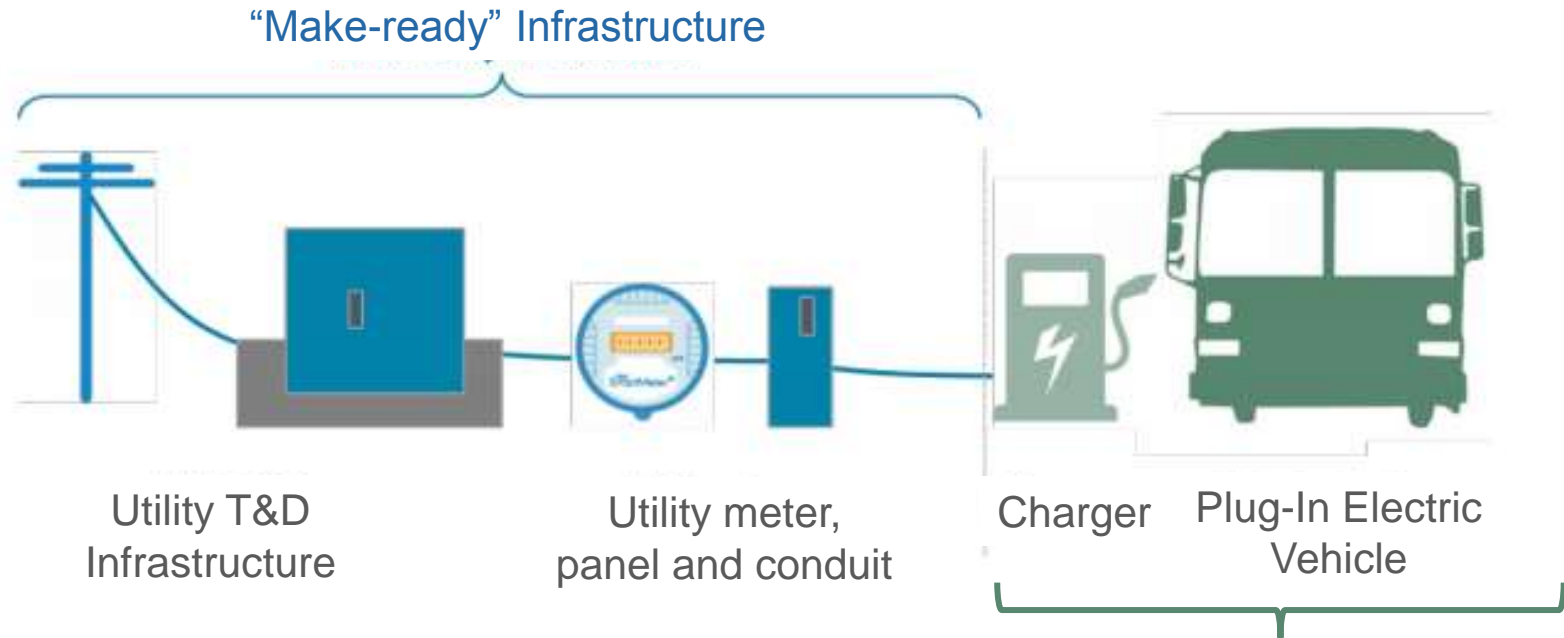 “Make-ready” Infrastructure
Utility T&D
Infrastructure
Utility meter,
panel and conduit
Charger
Plug-In Electric
Vehicle